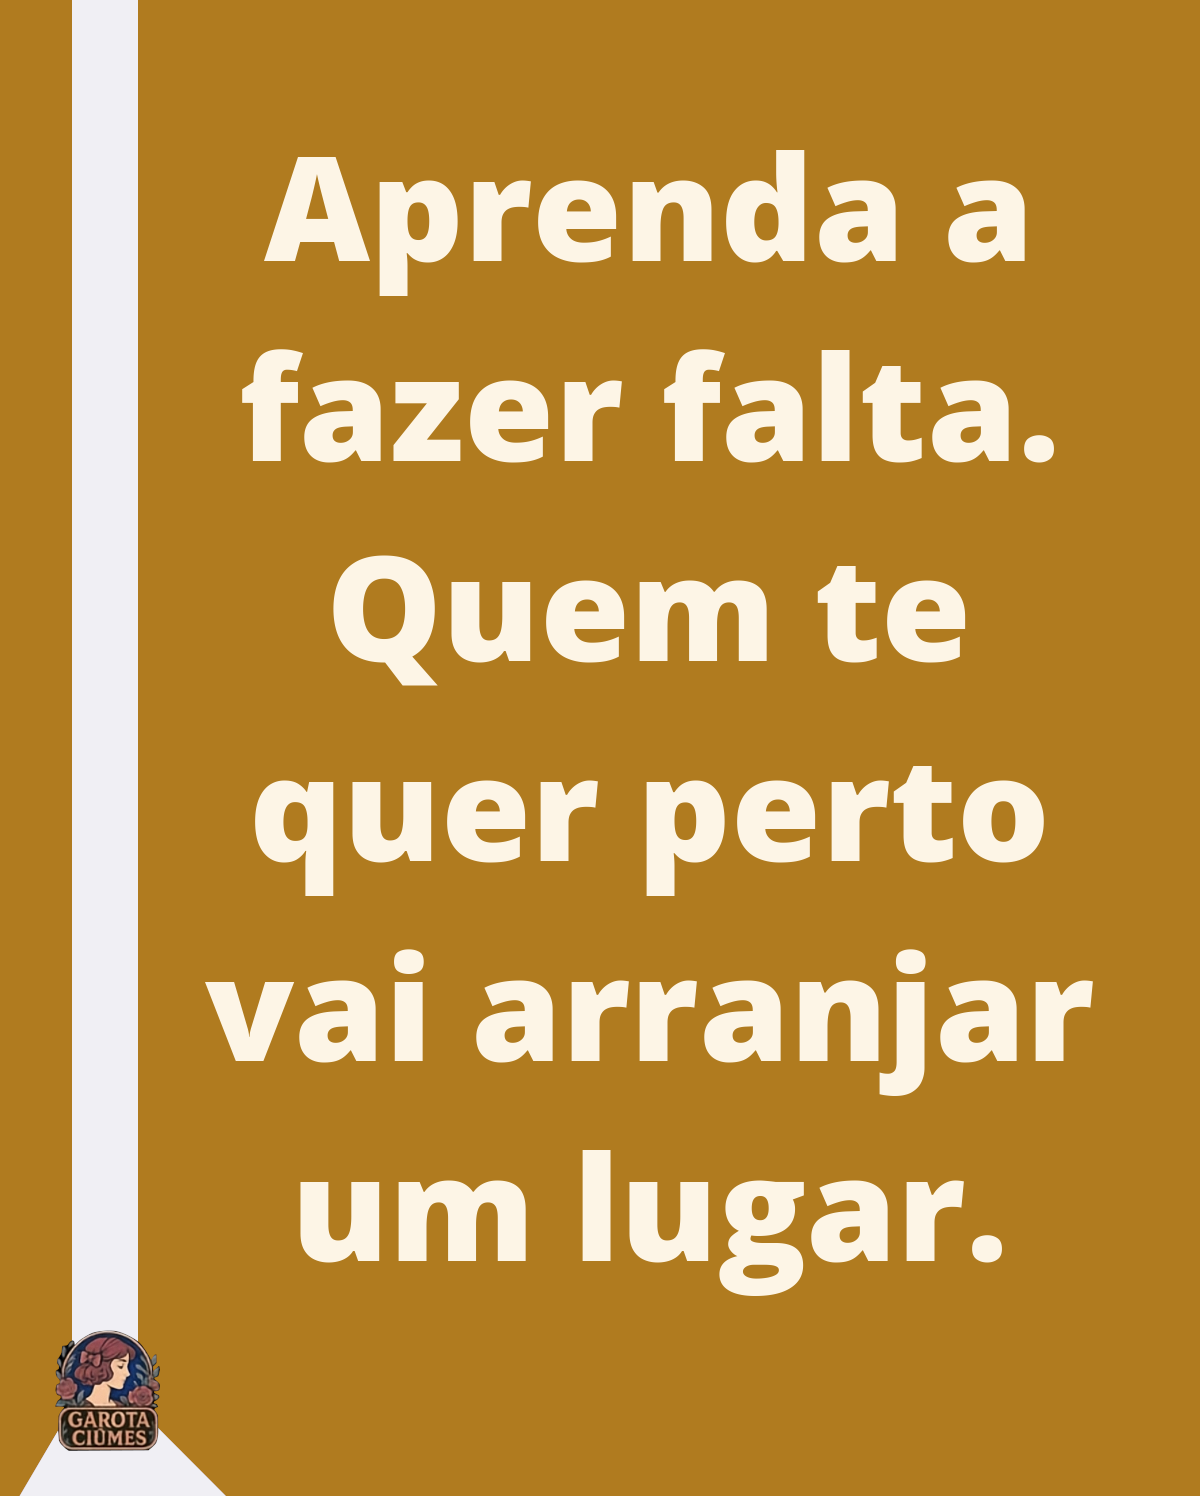 Aprenda a
fazer falta.
Quem te
quer perto
vai arranjar
um lugar.
GAROTA
CIÚMES